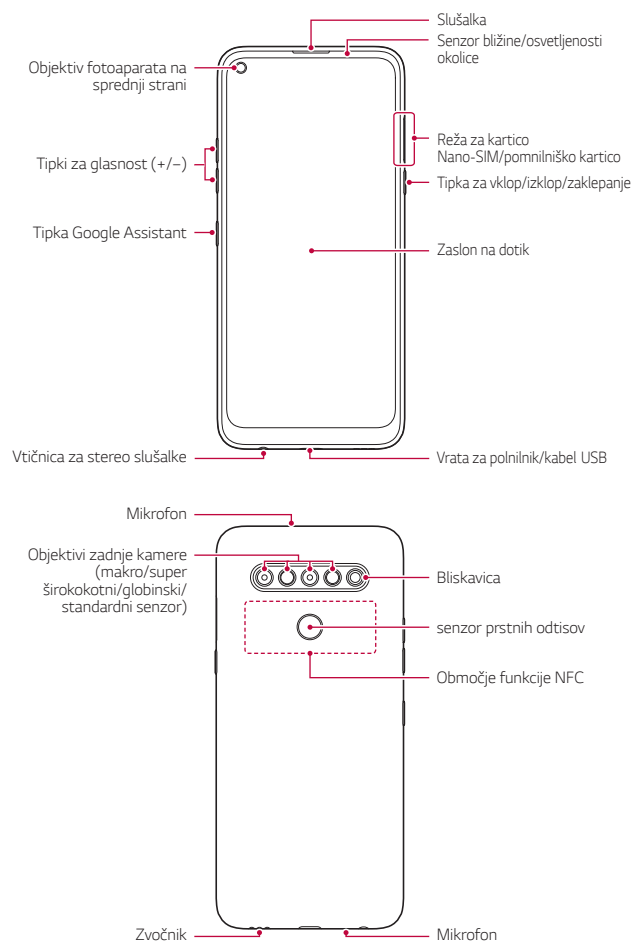 Slušalka
Senzor bližine/osvetljenosti
okolice
Objektiv fotoaparata na
sprednji strani
Reža za kartico
Nano-SIM/pomnilniško kartico
Tipki za glasnost (+/–)
Tipka za vklop/izklop/zaklepanje
Tipka Google Assistant
Zaslon na dotik
Vtičnica za stereo slušalke
Vrata za polnilnik/kabel USB
Mikrofon
Objektivi zadnje kamere
(makro/super
širokokotni/globinski/
standardni senzor)
Bliskavica
senzor prstnih odtisov
Območje funkcije NFC
Zvočnik
Mikrofon